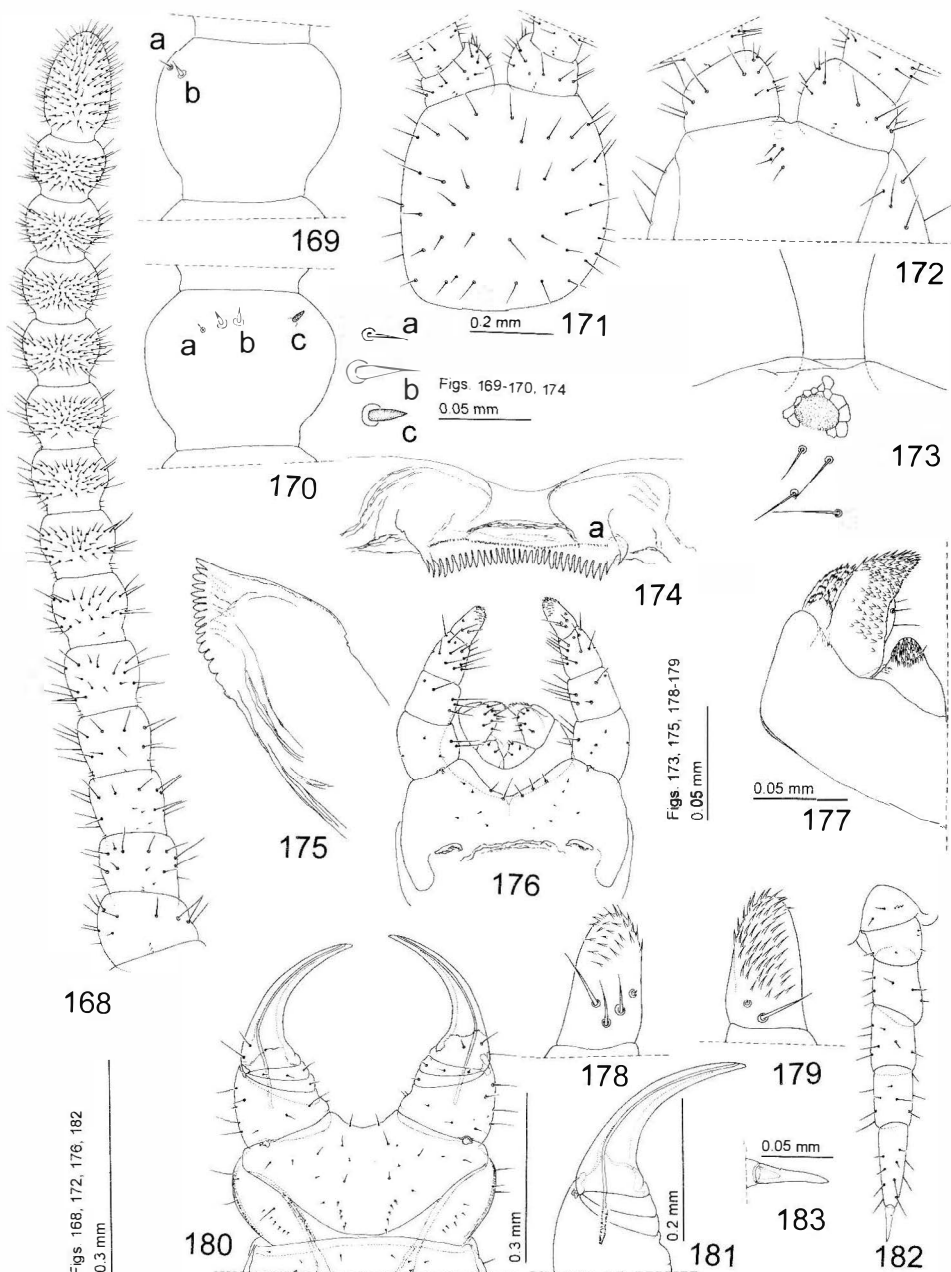 a
b
169
a
b
c
170
171
0.2 mm
172
a
b
c
Figs. 169-170, 174
0.05 mm
173
a
174
175
176
Figs. 173, 175, 178-179
0.05 mm
0.05 mm
177
168
Figs. 168, 172, 176, 182
0.3 mm
178
179
180
0.3 mm
181
0.2 mm
0.05 mm
183
182